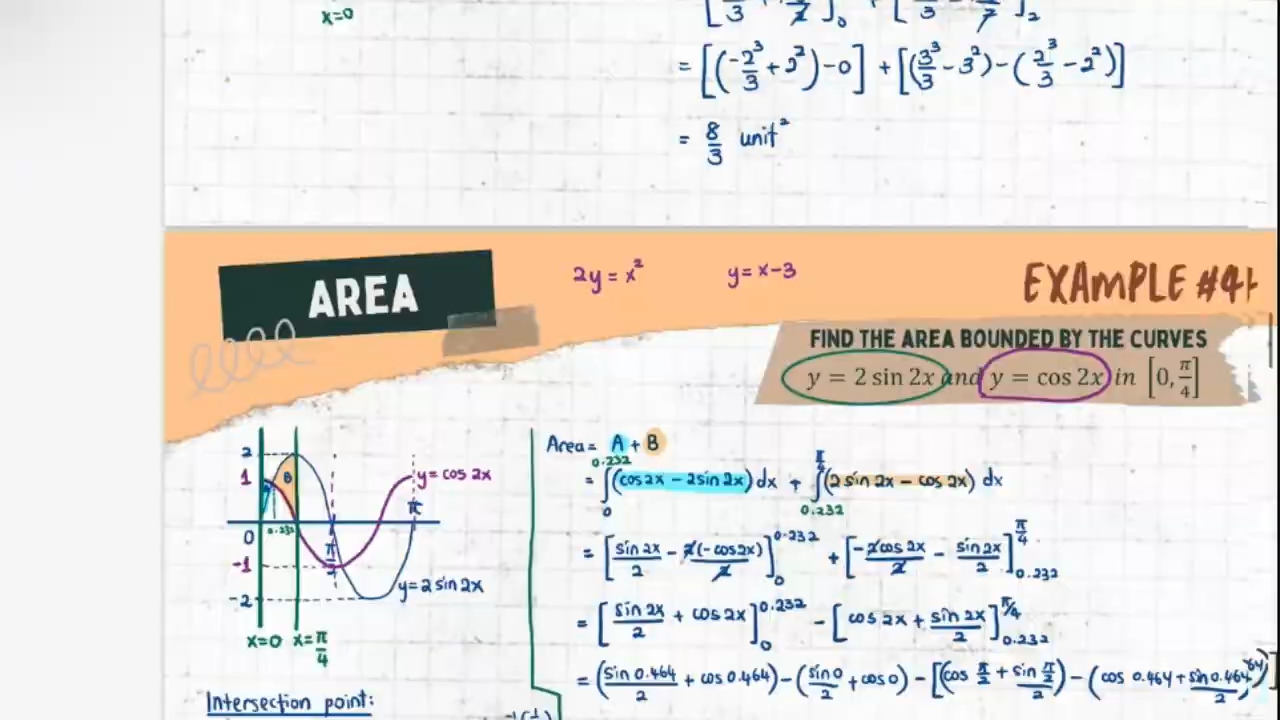 x=0
= [(-2³/3 + 2²) - 0] + [(3³/3 - 3²) - (2³/3 - 2²)]
= 8/3 unit²
AREA
2y = x²
y = x-3
EXAMPLE #4
FIND THE AREA BOUNDED BY THE CURVES
y = 2 sin 2x and y = cos 2x in [0, π/4]
2
1
B
y = cos 2x
π
0.232
0
π/2
-1
-2
y = 2 sin 2x
x=0 x=π/4
Intersection point:
Area = A + B
= ∫₀^0.232 (cos 2x - 2 sin 2x) dx + ∫_0.232^π/4 (2 sin 2x - cos 2x) dx
= [sin 2x/2 - 2(-cos 2x)/2]₀^0.232 + [-2cos 2x/2 - sin 2x/2]_0.232^π/4
= [sin 2x/2 + cos 2x]₀^0.232 - [cos 2x + sin 2x/2]_0.232^π/4
= (sin 0.464/2 + cos 0.464) - (sin 0/2 + cos 0) - [(cos π/2 + sin π/2 /2) - (cos 0.464 + sin 0.464/2)]